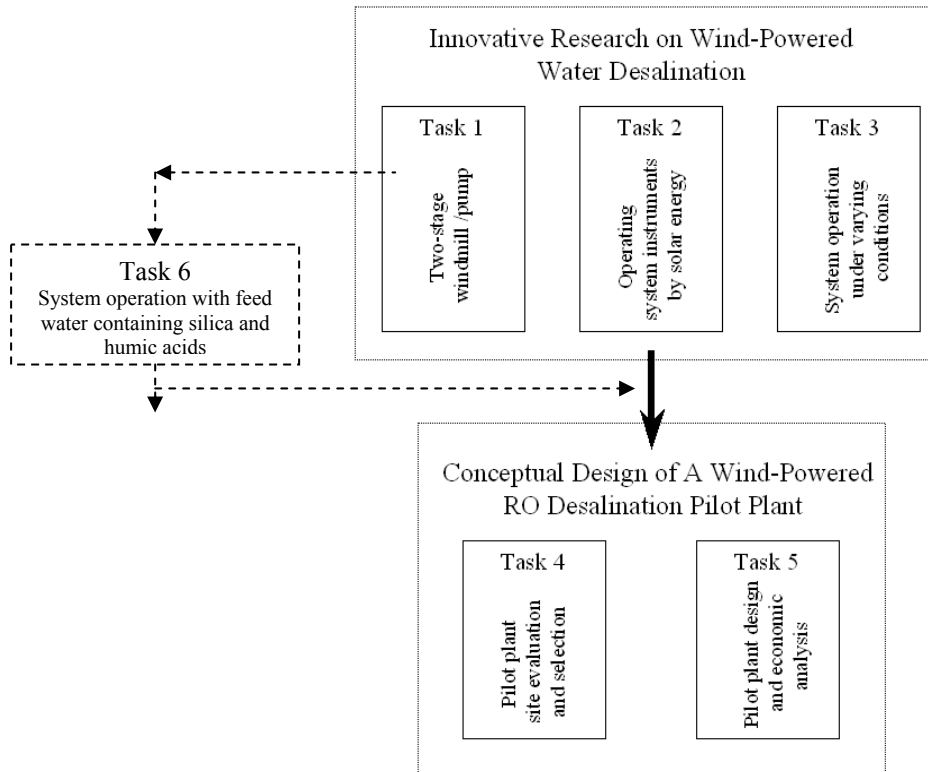 Innovative Research on Wind-Powered
Water Desalination
Task 1
Two-stage
windmill /pump
Task 2
Operating
system instruments
by solar energy
Task 3
System operation
under varying
conditions
Task 6
System operation with feed
water containing silica and
humic acids
Conceptual Design of A Wind-Powered
RO Desalination Pilot Plant
Task 4
Pilot plant
site evaluation
and selection
Task 5
Pilot plant design
and economic
analysis